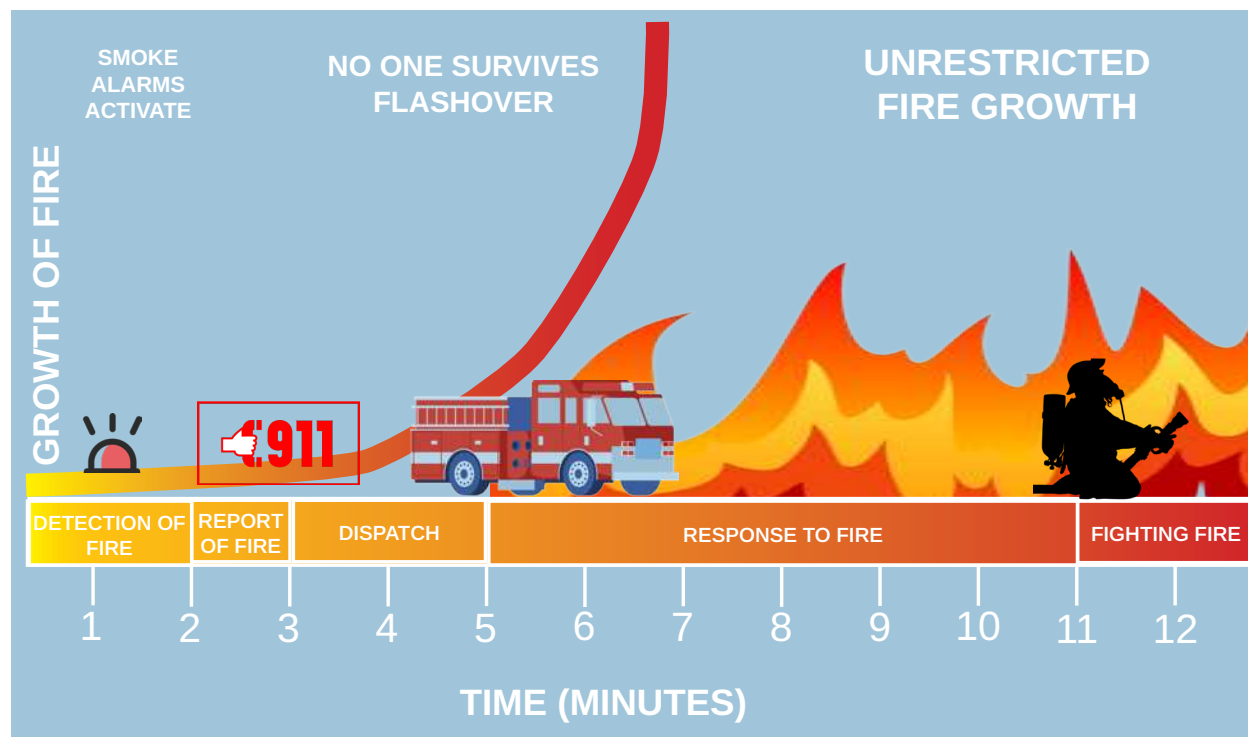 SMOKE
ALARMS
ACTIVATE
NO ONE SURVIVES
FLASHOVER
UNRESTRICTED
FIRE GROWTH
GROWTH OF FIRE
911
DETECTION OF
FIRE
REPORT
OF FIRE
DISPATCH
RESPONSE TO FIRE
FIGHTING FIRE
1 2 3 4 5 6 7 8 9 10 11 12
TIME (MINUTES)